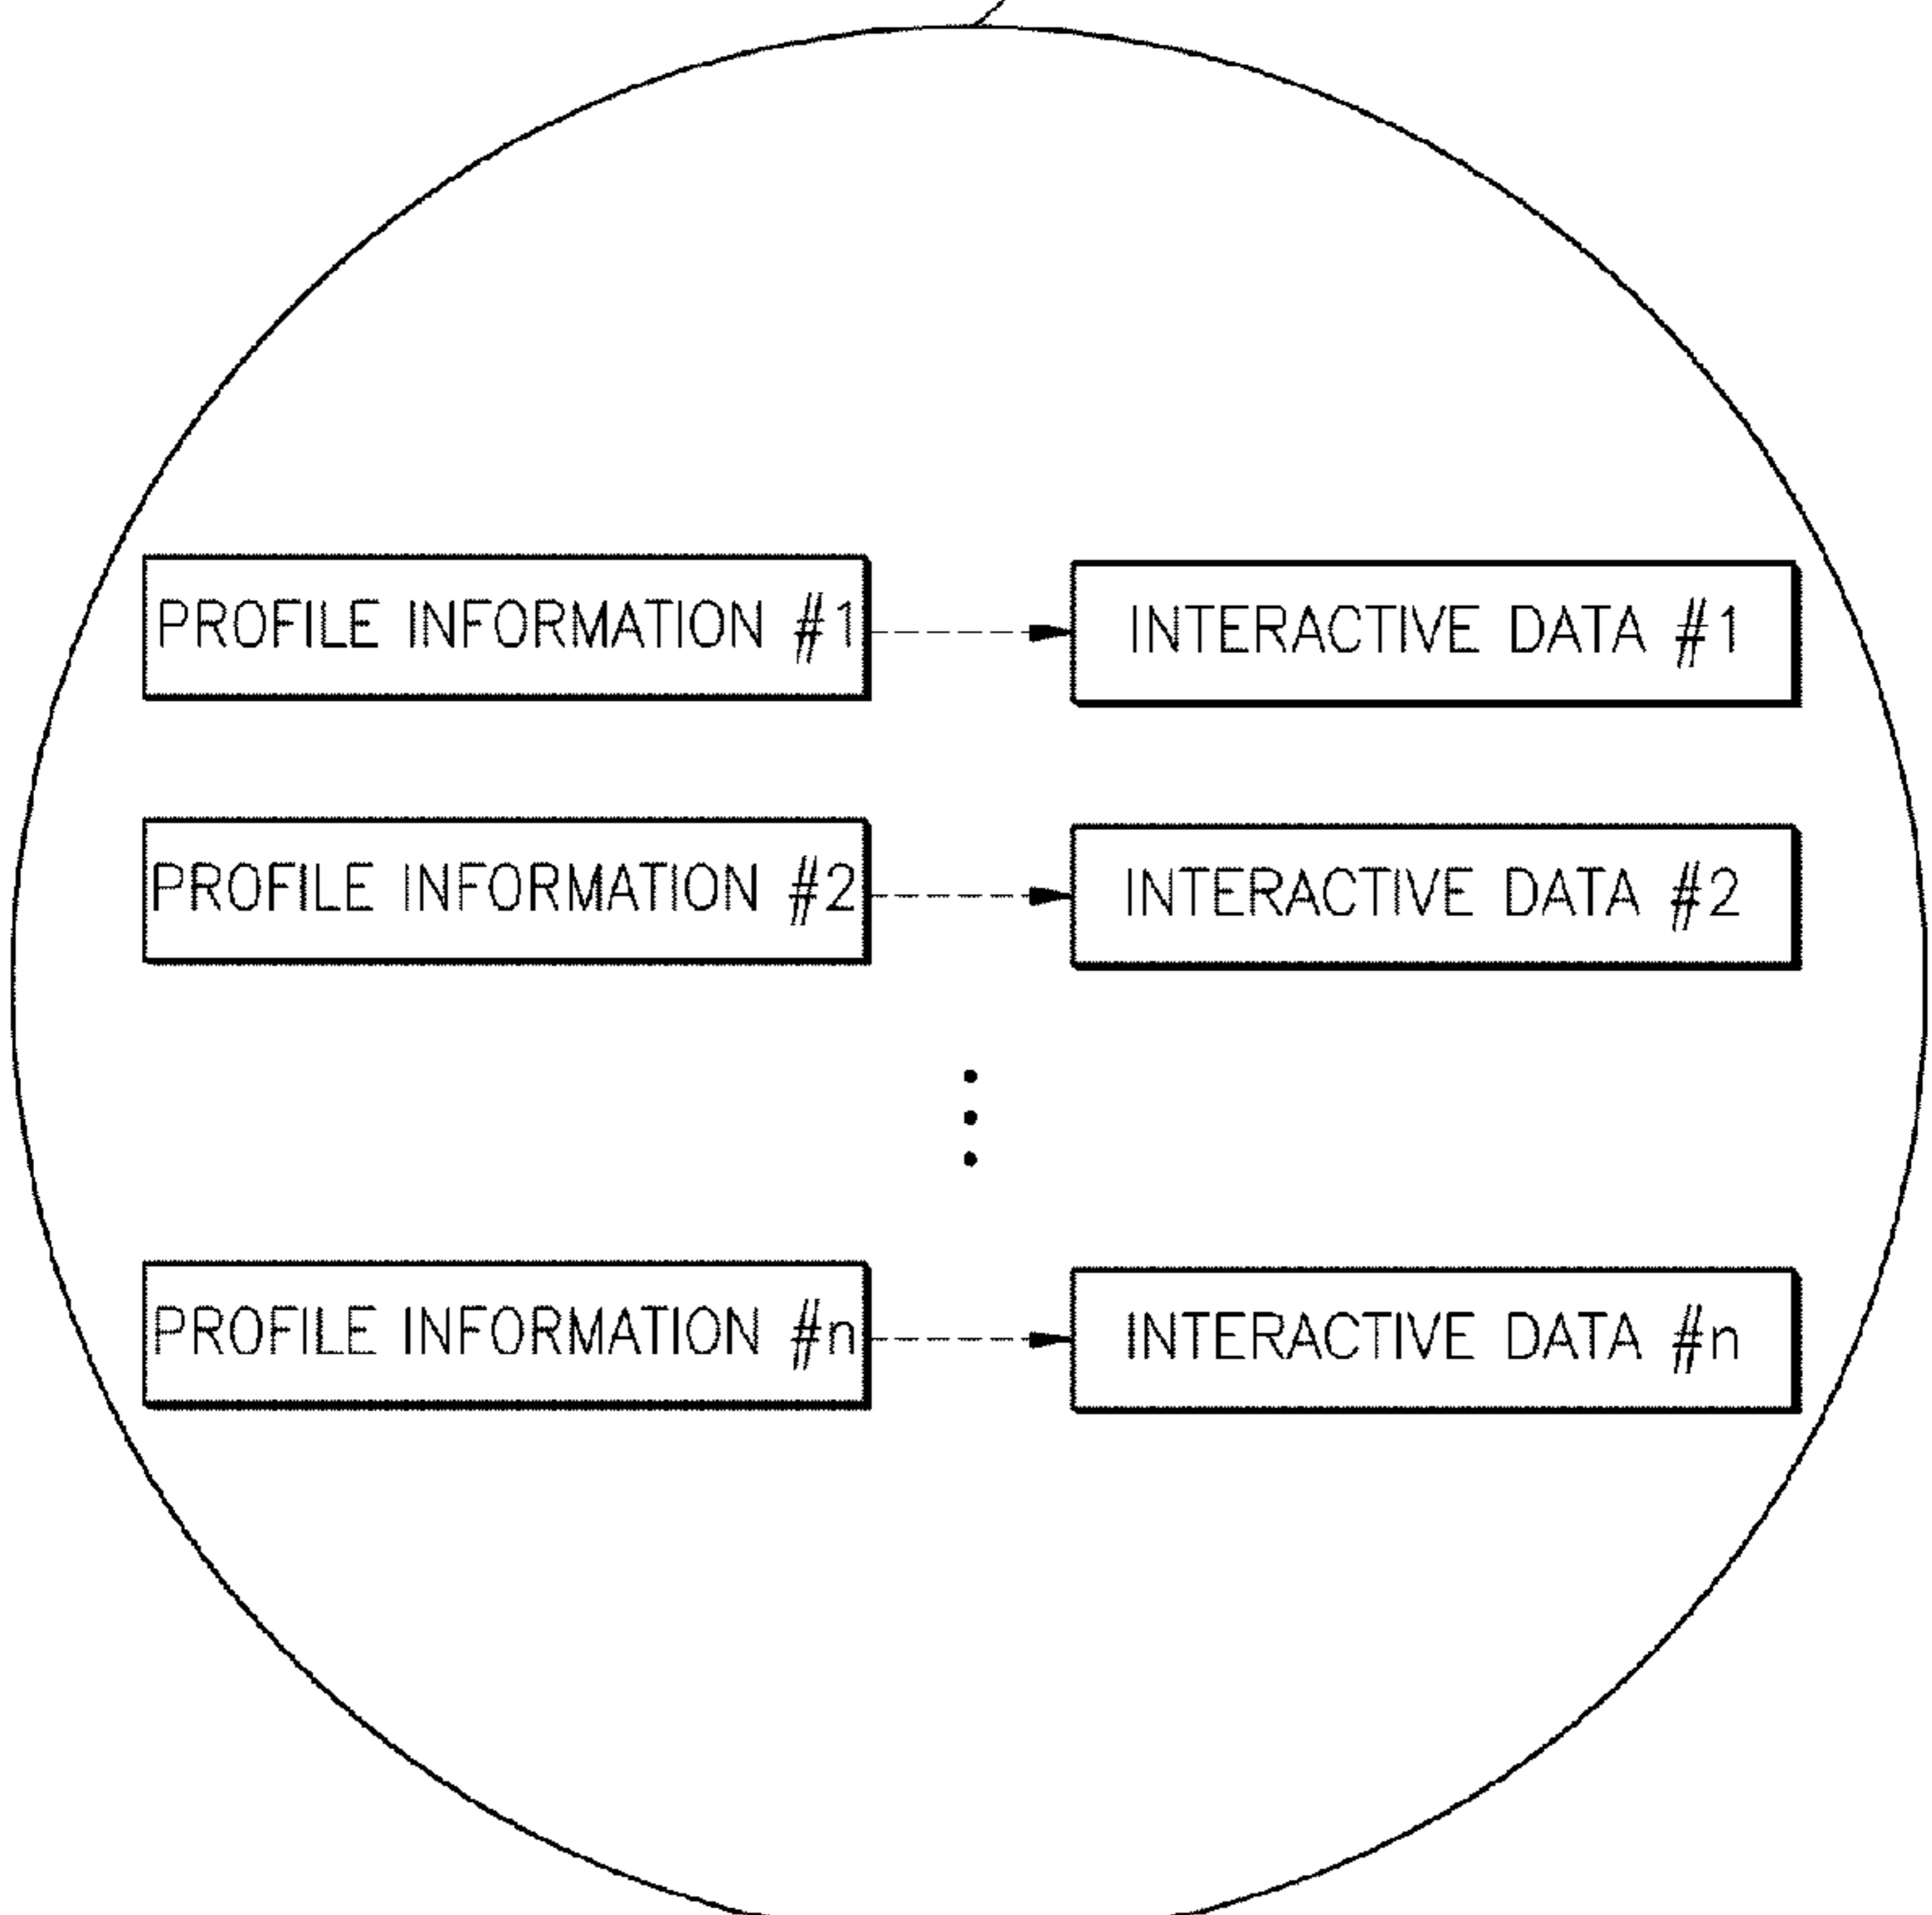 PROFILE INFORMATION #1
INTERACTIVE DATA #1
PROFILE INFORMATION #2
INTERACTIVE DATA #2
PROFILE INFORMATION #n
INTERACTIVE DATA #n